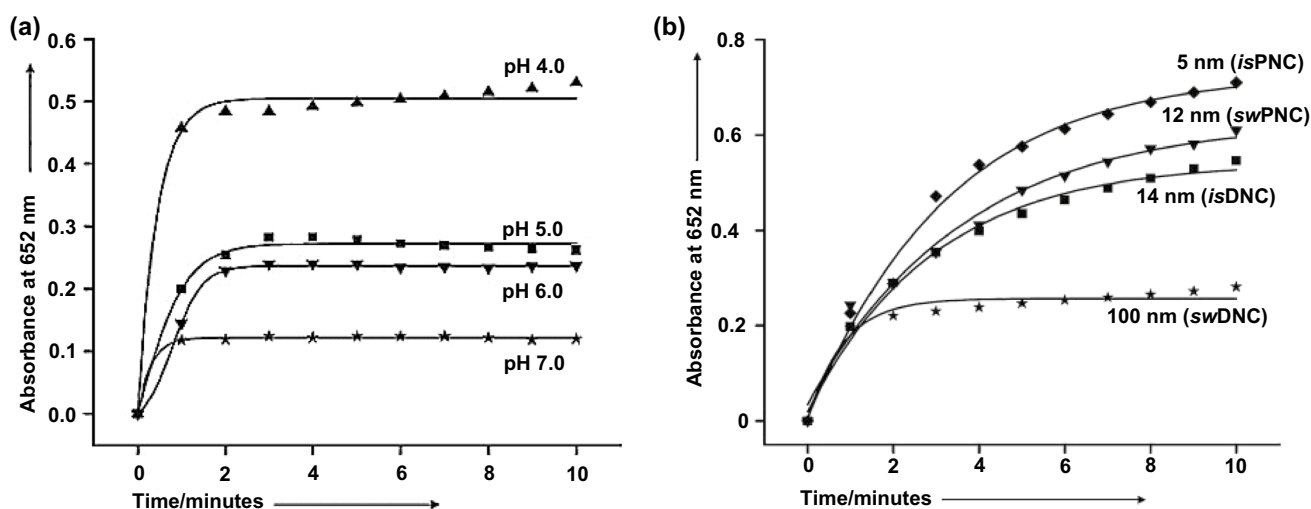 (a)
Absorbance at 652 nm
0.6
0.5
0.4
0.3
0.2
0.1
0.0
pH 4.0
pH 5.0
pH 6.0
pH 7.0
0 2 4 6 8 10
Time/minutes
(b)
Absorbance at 652 nm
0.8
0.6
0.4
0.2
0
5 nm (isPNC)
12 nm (swPNC)
14 nm (isDNC)
100 nm (swDNC)
0 2 4 6 8 10
Time/minutes